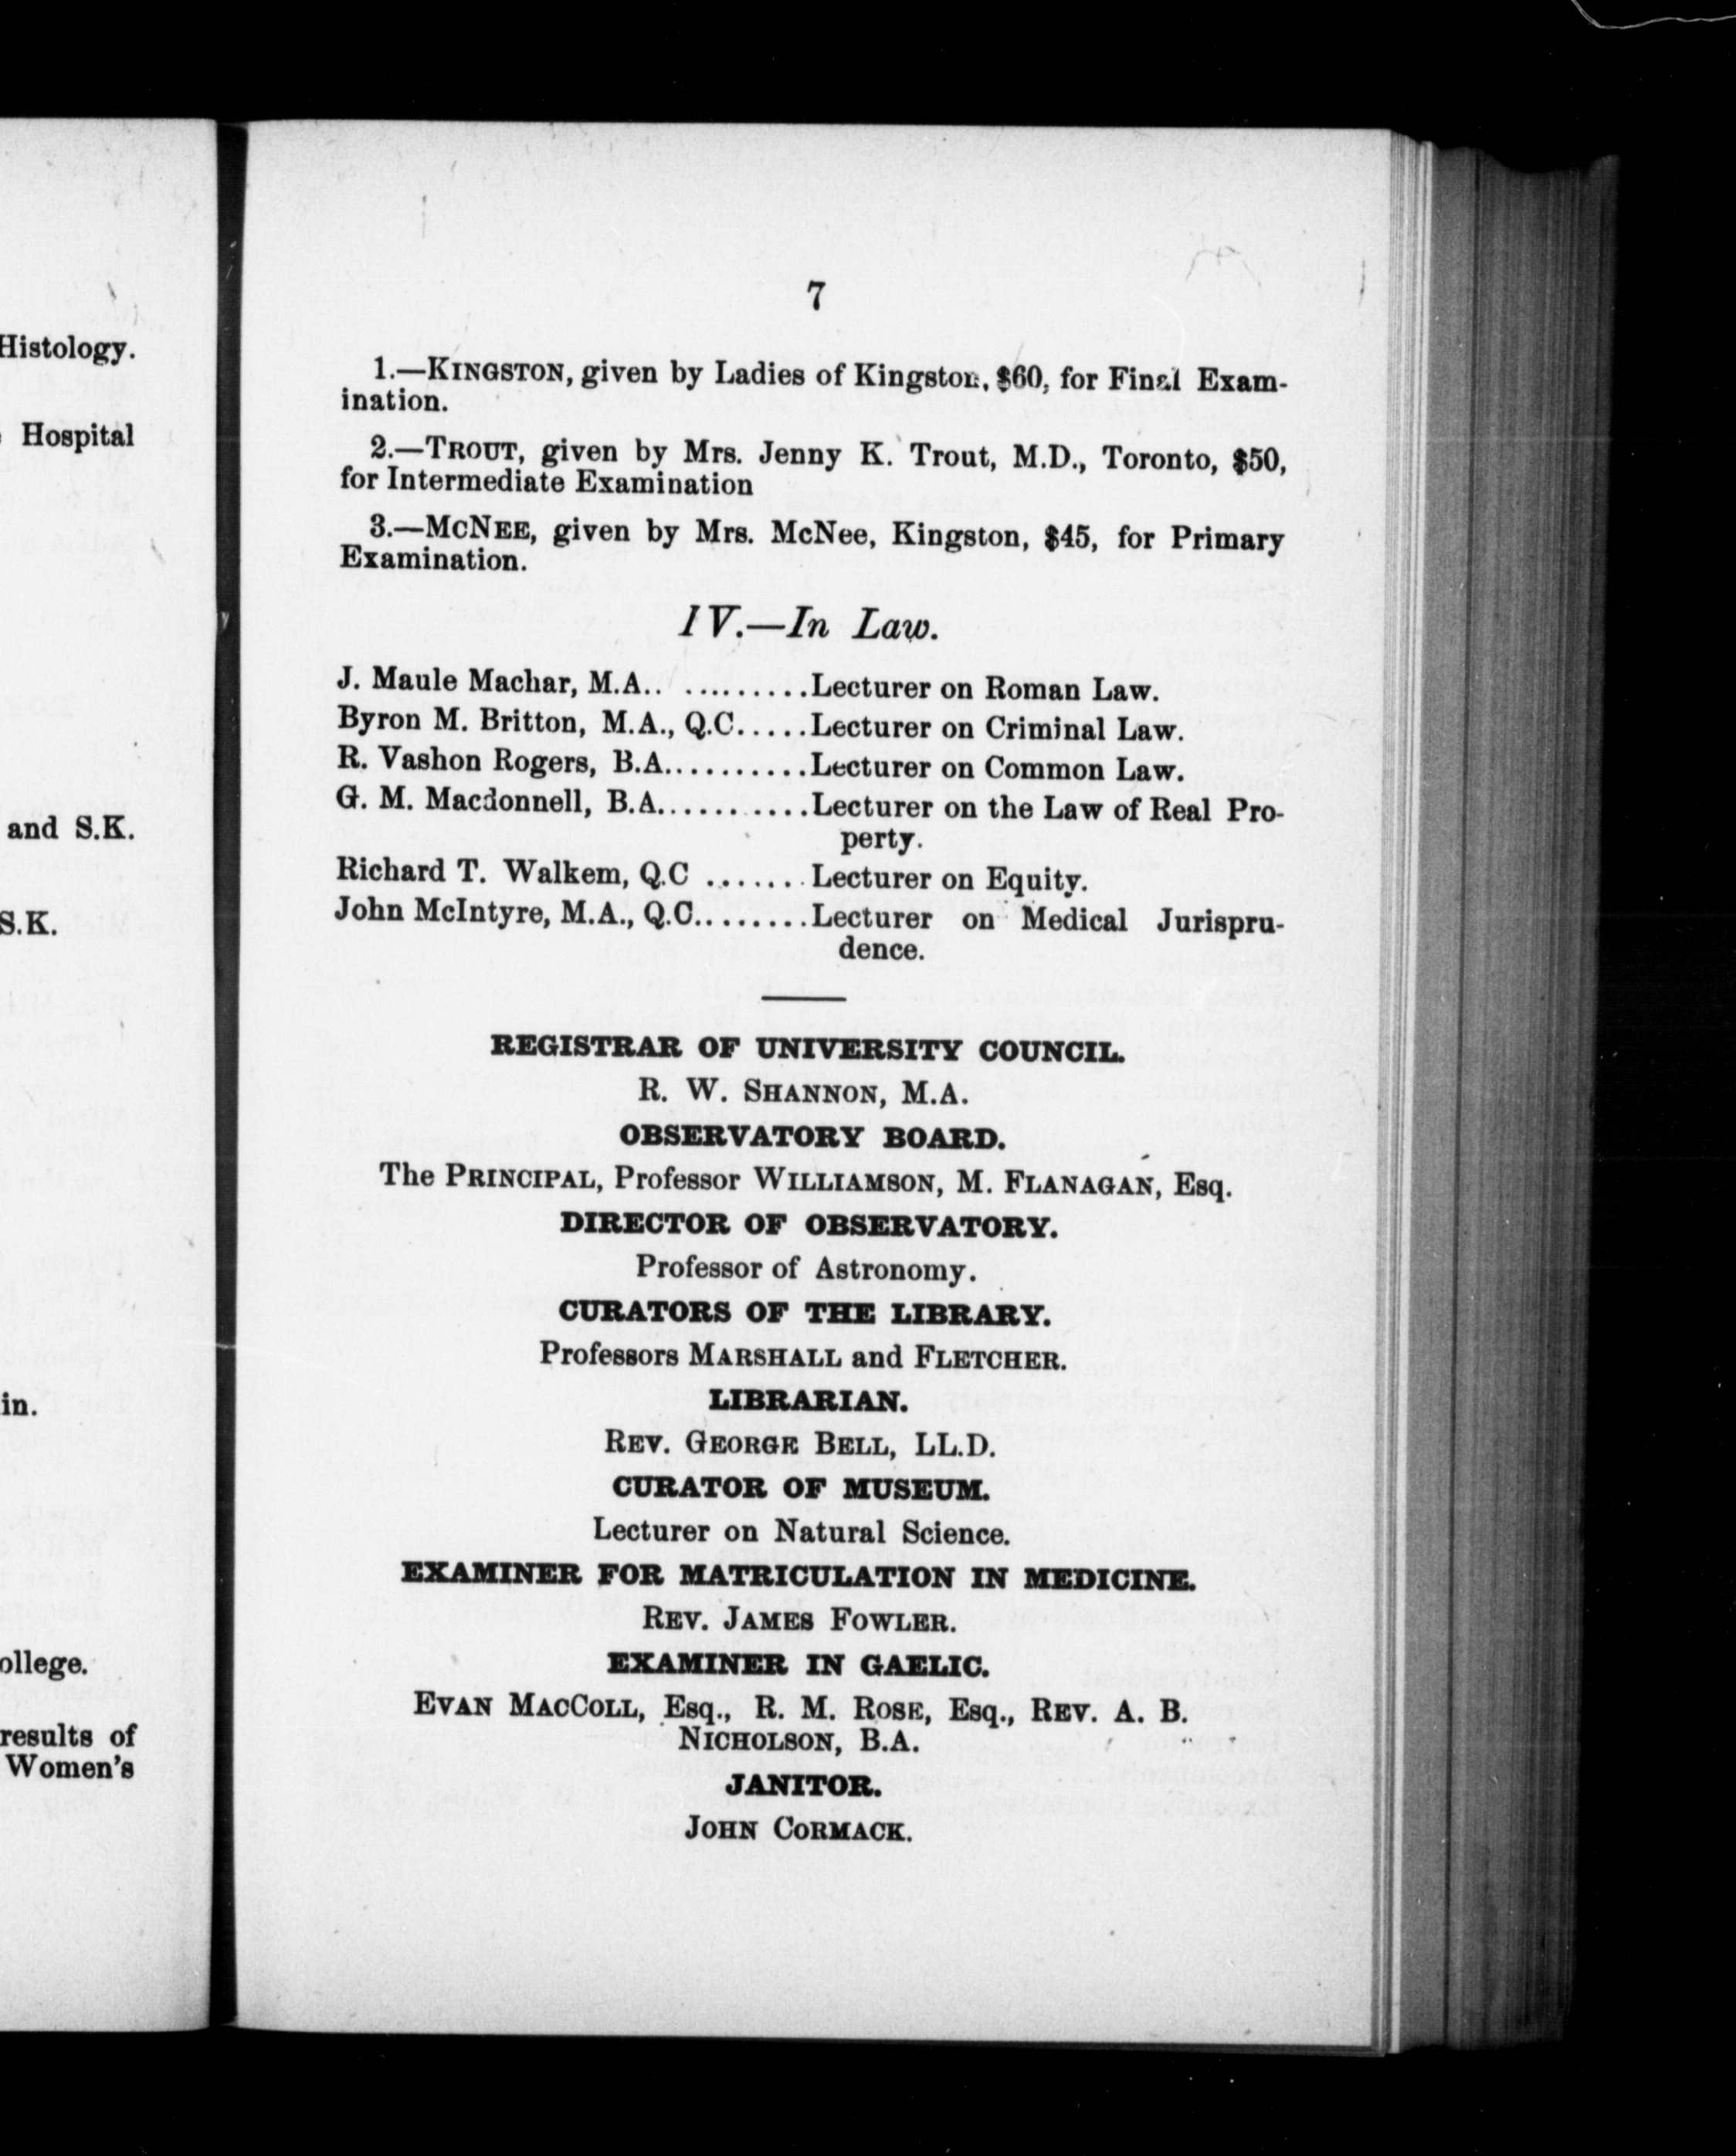 Histology.
Hospital
and S.K.
S.K.
in.
ollege.
results of
Women's
7
1.—KINGSTON, given by Ladies of Kingston, $60, for Final Exam-
ination.
2.—TROUT, given by Mrs. Jenny K. Trout, M.D., Toronto, $50,
for Intermediate Examination
3.—MCNEE, given by Mrs. McNee, Kingston, $45, for Primary
Examination.
IV.—In Law.
J. Maule Machar, M.A.. .........Lecturer on Roman Law.
Byron M. Britton, M.A., Q.C.....Lecturer on Criminal Law.
R. Vashon Rogers, B.A..........Lecturer on Common Law.
G. M. Macdonnell, B.A...........Lecturer on the Law of Real Pro-
perty.
Richard T. Walkem, Q.C .......Lecturer on Equity.
John McIntyre, M.A., Q.C........Lecturer on Medical Jurispru-
dence.
REGISTRAR OF UNIVERSITY COUNCIL.
R. W. SHANNON, M.A.
OBSERVATORY BOARD.
The PRINCIPAL, Professor WILLIAMSON, M. FLANAGAN, Esq.
DIRECTOR OF OBSERVATORY.
Professor of Astronomy.
CURATORS OF THE LIBRARY.
Professors MARSHALL and FLETCHER.
LIBRARIAN.
REV. GEORGE BELL, LL.D.
CURATOR OF MUSEUM.
Lecturer on Natural Science.
EXAMINER FOR MATRICULATION IN MEDICINE.
REV. JAMES FOWLER.
EXAMINER IN GAELIC.
EVAN MACCOLL, Esq., R. M. ROSE, Esq., REV. A. B.
NICHOLSON, B.A.
JANITOR.
JOHN CORMACK.